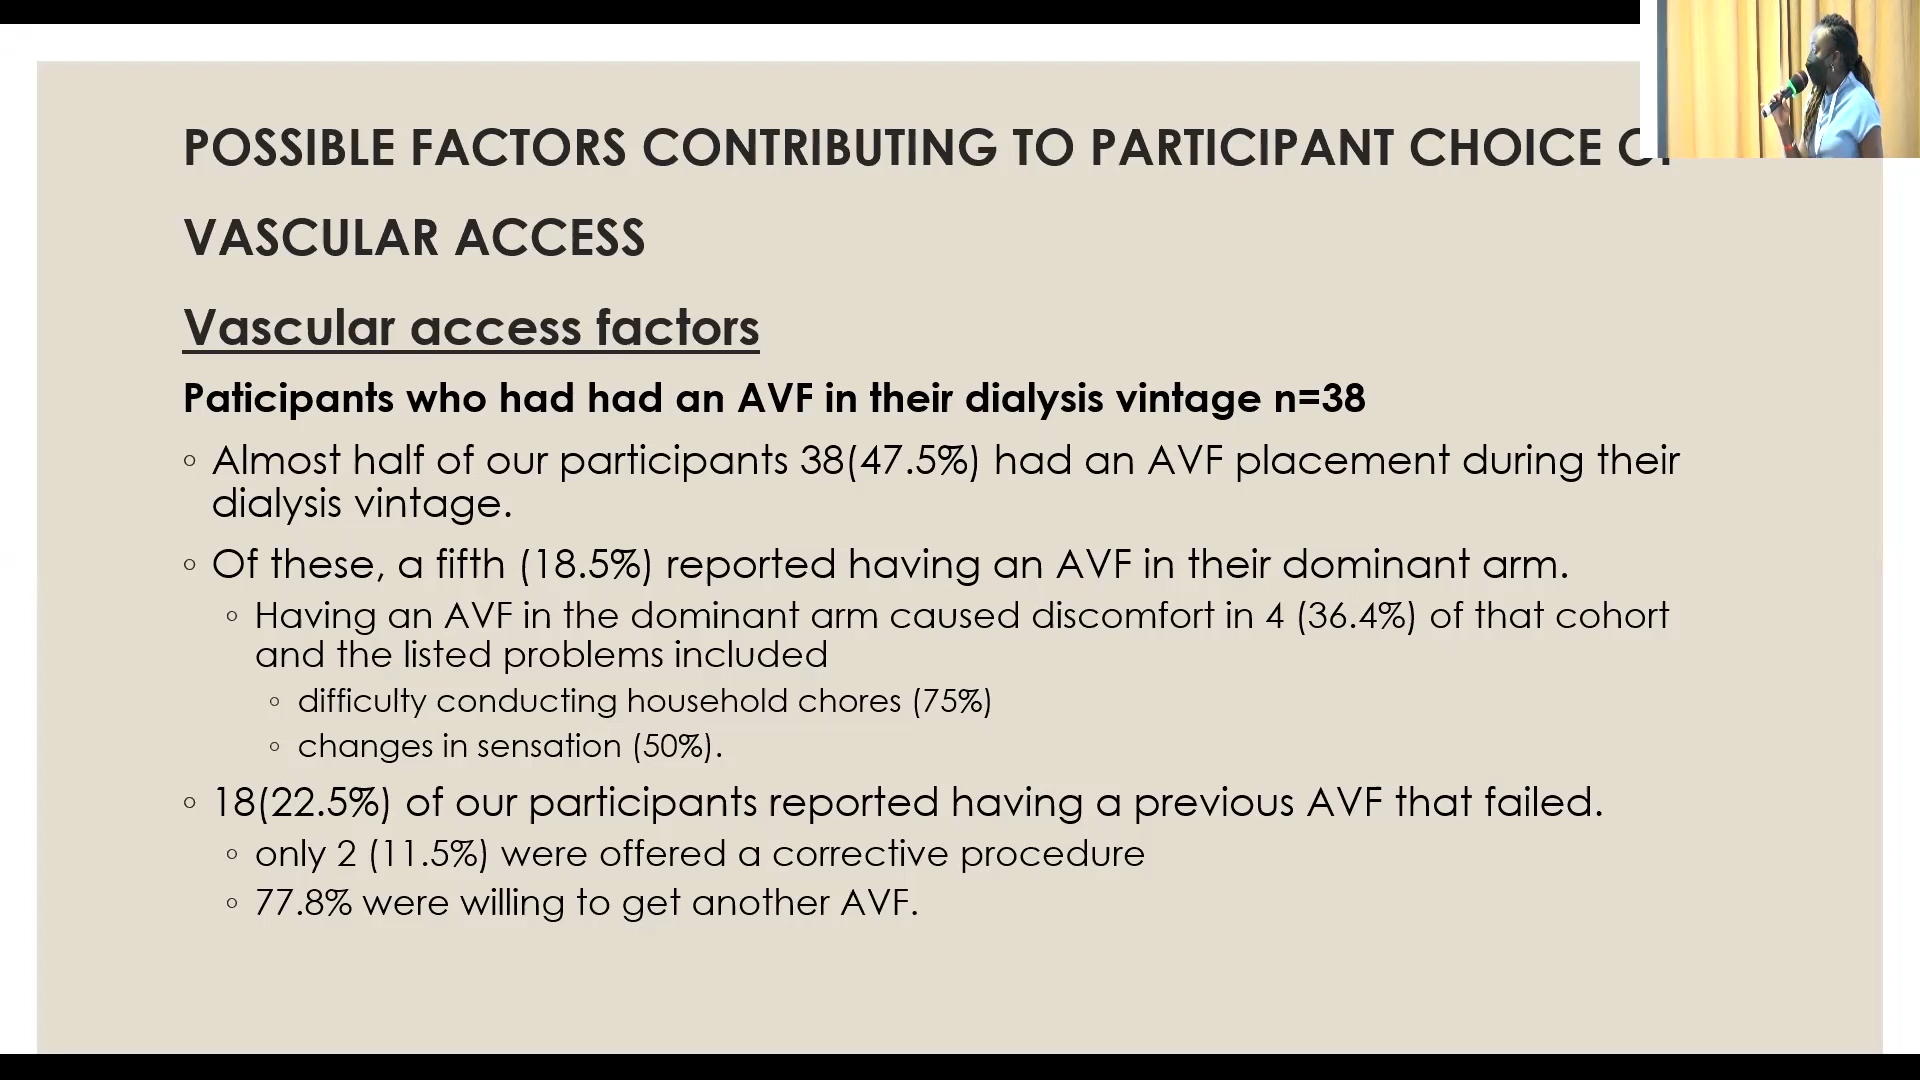 POSSIBLE FACTORS CONTRIBUTING TO PARTICIPANT CHOICE
VASCULAR ACCESS
Vascular access factors
Paticipants who had had an AVF in their dialysis vintage n=38
◦ Almost half of our participants 38(47.5%) had an AVF placement during their
dialysis vintage.
◦ Of these, a fifth (18.5%) reported having an AVF in their dominant arm.
◦ Having an AVF in the dominant arm caused discomfort in 4 (36.4%) of that cohort
and the listed problems included
◦ difficulty conducting household chores (75%)
◦ changes in sensation (50%).
◦ 18(22.5%) of our participants reported having a previous AVF that failed.
◦ only 2 (11.5%) were offered a corrective procedure
◦ 77.8% were willing to get another AVF.